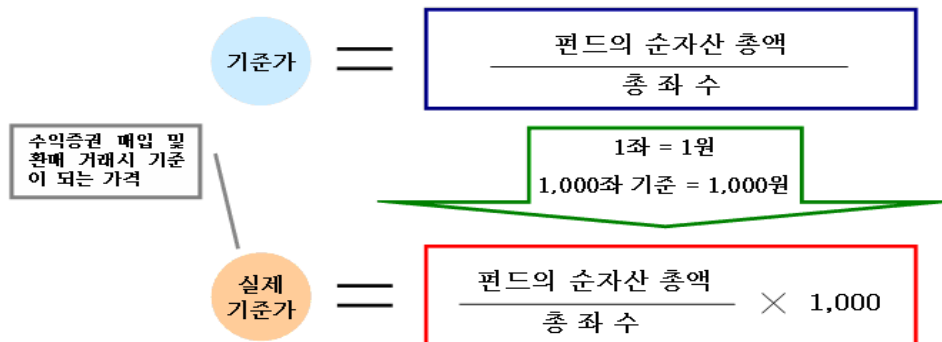 기준가
펀드의 순자산 총액
총 좌 수
수익증권 매입 및
환매 거래시 기준
이 되는 가격
1좌 = 1원
1,000좌 기준 = 1,000원
실제
기준가
펀드의 순자산 총액
총 좌 수
× 1,000